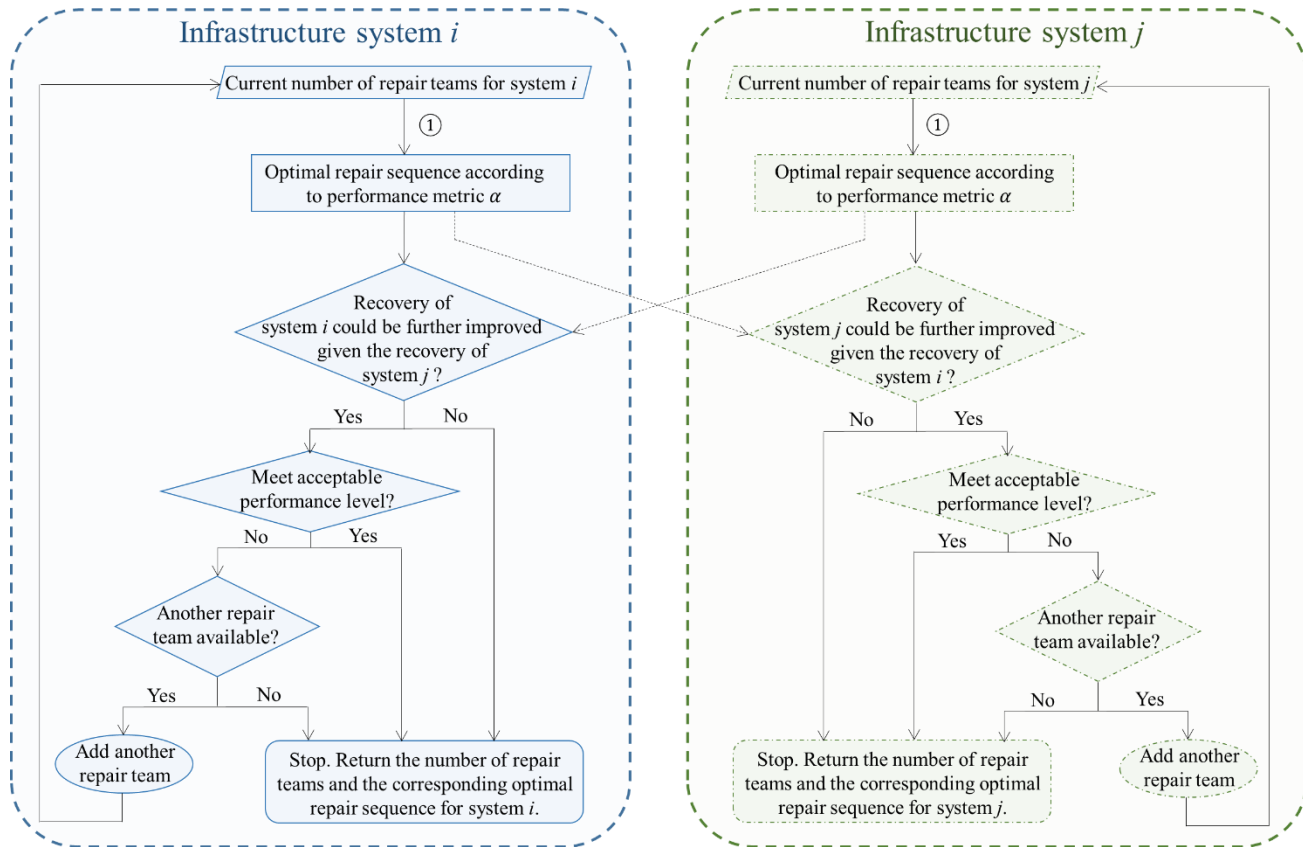 Infrastructure system i
Current number of repair teams for system i
①
Optimal repair sequence according
to performance metric α
Recovery of
system i could be further improved
given the recovery of
system j ?
Yes
No
Meet acceptable
performance level?
No
Yes
Another repair
team available?
Yes
No
Add another
repair team
Stop. Return the number of repair
teams and the corresponding optimal
repair sequence for system i.
Infrastructure system j
Current number of repair teams for system j
①
Optimal repair sequence according
to performance metric α
Recovery of
system j could be further improved
given the recovery of
system i ?
No
Yes
Meet acceptable
performance level?
Yes
No
Another repair
team available?
No
Yes
Stop. Return the number of repair
teams and the corresponding optimal
repair sequence for system j.
Add another
repair team